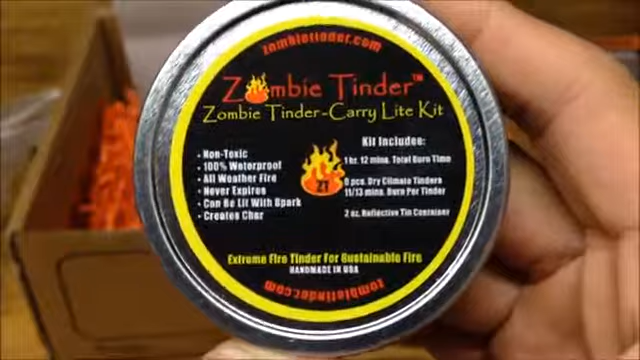 zombietinder.com
Zombie Tinder™
Zombie Tinder-Carry Lite Kit
• Non-Toxic
• 100% Waterproof
• All Weather Fire
• Never Expires
• Can Be Lit With Spark
• Creates Char
ZT
Kit Includes:
1 hr. 12 mins. Total Burn Time
pcs. Dry Climate Tinders
11/13 mins. Burn Per Tinder
2 oz. Reflective Tin Container
Extreme Fire Tinder For Sustainable Fire
HANDMADE IN USA
zombietinder.com